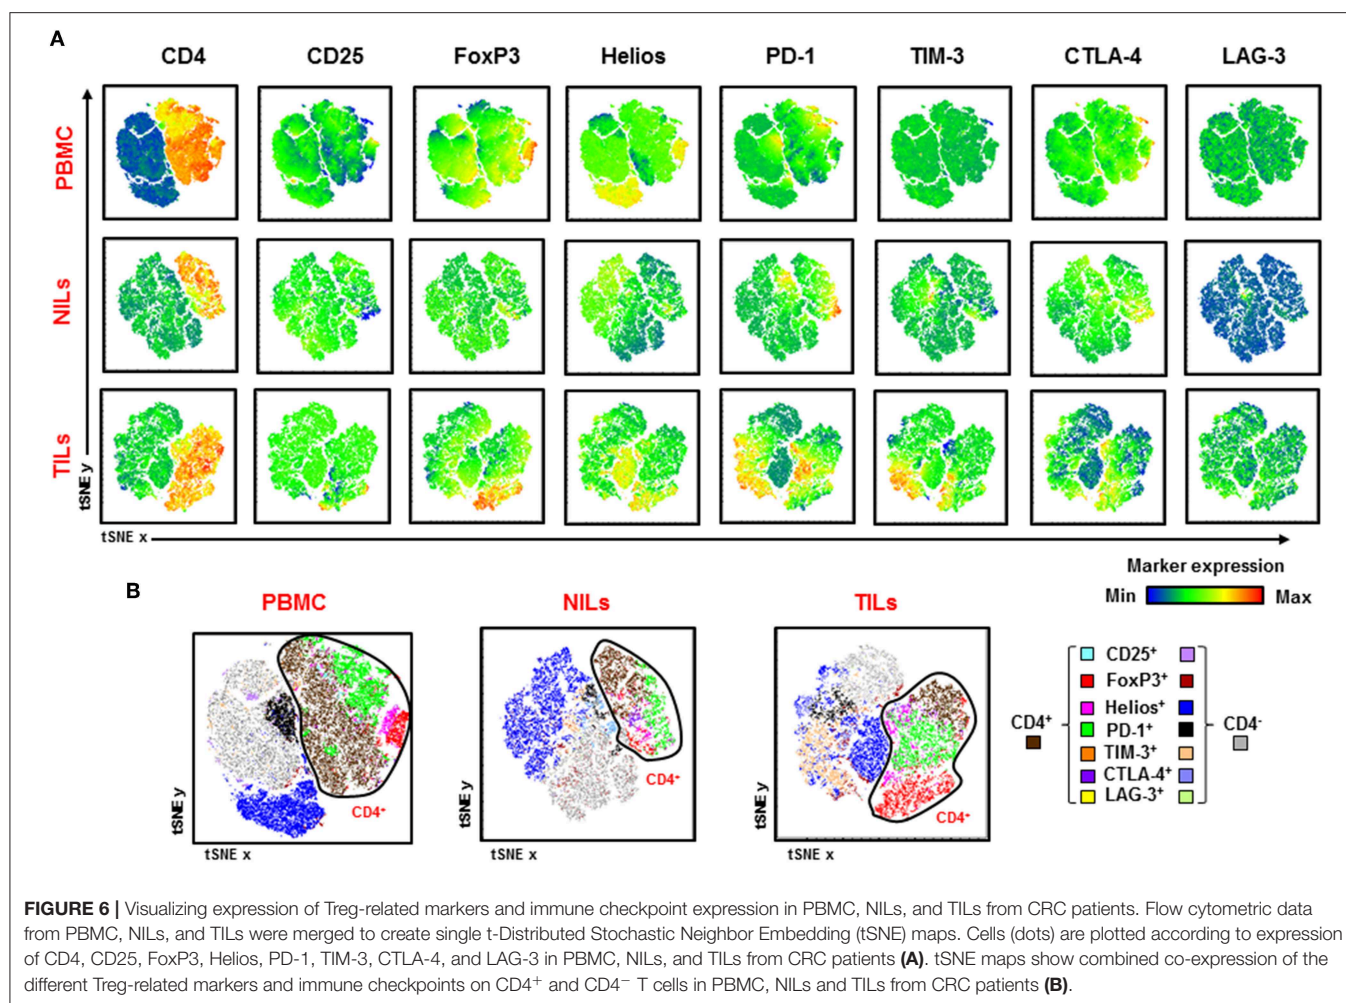 A
CD4 CD25 FoxP3 Helios PD-1 TIM-3 CTLA-4 LAG-3
PBMC
NILs
TILs
tSNE y
tSNE x
Marker expression
Min Max
B
PBMC NILs TILs
CD4⁺ CD4⁺ CD4⁺
tSNE y tSNE y tSNE y
tSNE x tSNE x tSNE x
CD25⁺
FoxP3⁺
Helios⁺
PD-1⁺
TIM-3⁺
CTLA-4⁺
LAG-3⁺
CD4⁺ CD4⁻
FIGURE 6 | Visualizing expression of Treg-related markers and immune checkpoint expression in PBMC, NILs, and TILs from CRC patients. Flow cytometric data
from PBMC, NILs, and TILs were merged to create single t-Distributed Stochastic Neighbor Embedding (tSNE) maps. Cells (dots) are plotted according to expression
of CD4, CD25, FoxP3, Helios, PD-1, TIM-3, CTLA-4, and LAG-3 in PBMC, NILs, and TILs from CRC patients (A). tSNE maps show combined co-expression of the
different Treg-related markers and immune checkpoints on CD4⁺ and CD4⁻ T cells in PBMC, NILs and TILs from CRC patients (B).